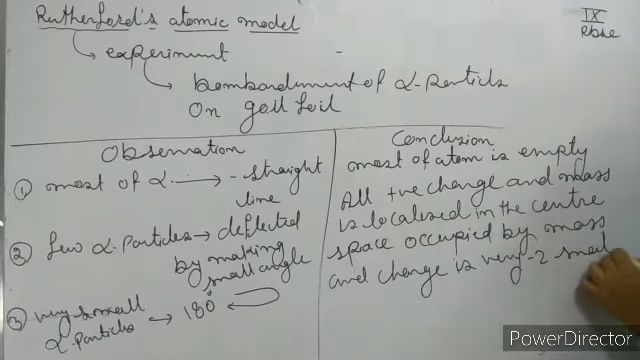 Rutherford's atomic model
IX
Rbse
→ experiment
→ bombardment of α-particles
on gold foil
Observation
① most of α → - straight
line
② few α-particles → deflected
by making
small angle
③ very small
α-particles → 180°
Conclusion
most of atom is empty
All +ve charge and mass
is localised in the centre
space occupied by mass
and charge is very-2 small
PowerDirector